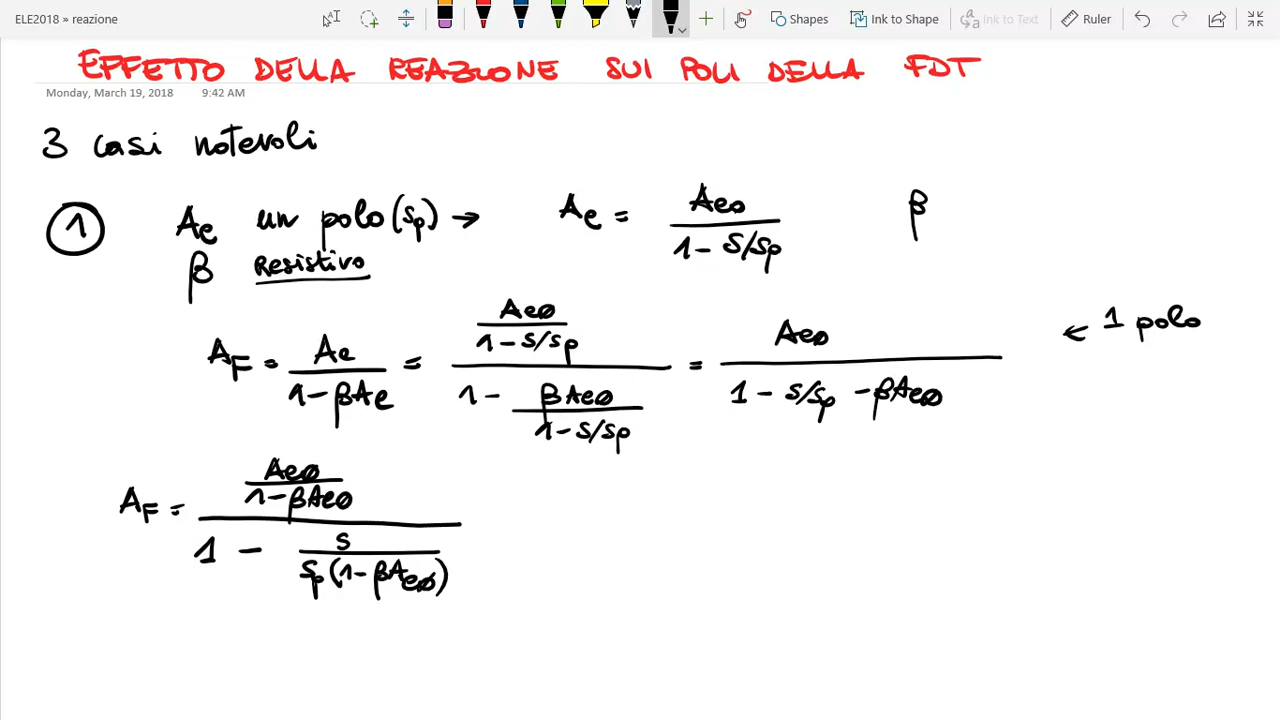 ELE2018 » reazione
Shapes Ink to Shape Ink to Text Ruler
EFFETTO DELLA REAZIONE SUI POLI DELLA FDT
Monday, March 19, 2018 9:42 AM
3 casi notevoli
① Ae un polo (sp) → Ae = Ae0 / (1 - S/Sp) β
β Resistivo
AF = Ae / (1 - βAe) = (Ae0 / (1 - S/Sp)) / (1 - βAe0 / (1 - S/Sp)) = Ae0 / (1 - S/Sp - βAe0) ← 1 polo
AF = (Ae0 / (1 - βAe0)) / (1 - s / (Sp(1 - βAe0)))